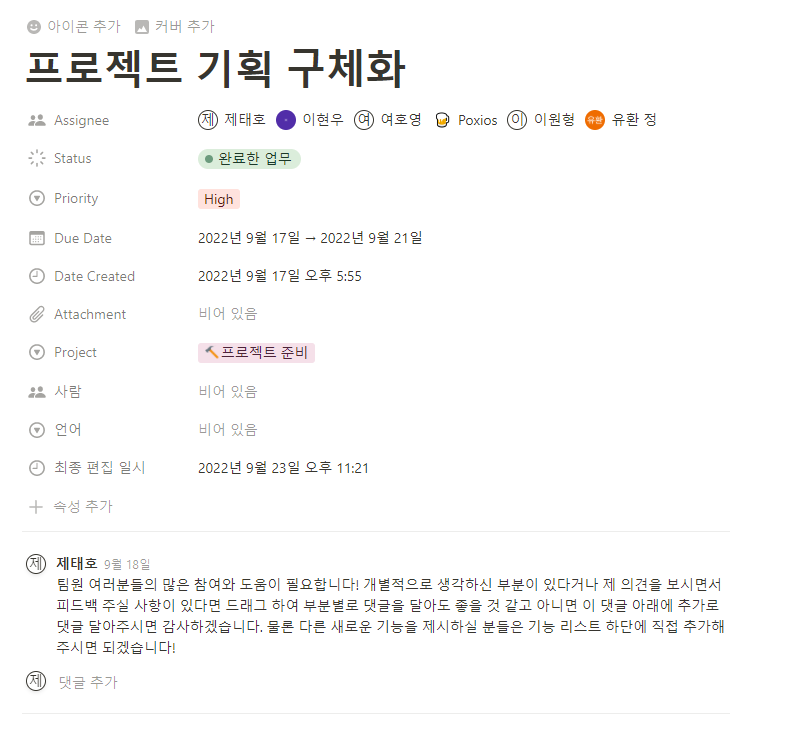 아이콘 추가 커버 추가
프로젝트 기획 구체화
Assignee 제 제태호 이현우 여 여호영 Poxios 이 이원형 유환 유환 정
Status 완료한 업무
Priority High
Due Date 2022년 9월 17일 → 2022년 9월 21일
Date Created 2022년 9월 17일 오후 5:55
Attachment 비어 있음
Project 🔨프로젝트 준비
사람 비어 있음
언어 비어 있음
최종 편집 일시 2022년 9월 23일 오후 11:21
속성 추가
제 제태호 9월 18일
팀원 여러분들의 많은 참여와 도움이 필요합니다! 개별적으로 생각하신 부분이 있다거나 제 의견을 보시면서
피드백 주실 사항이 있다면 드래그 하여 부분별로 댓글을 달아도 좋을 것 같고 아니면 이 댓글 아래에 추가로
댓글 달아주시면 감사하겠습니다. 물론 다른 새로운 기능을 제시하실 분들은 기능 리스트 하단에 직접 추가해
주시면 되겠습니다!
제 댓글 추가